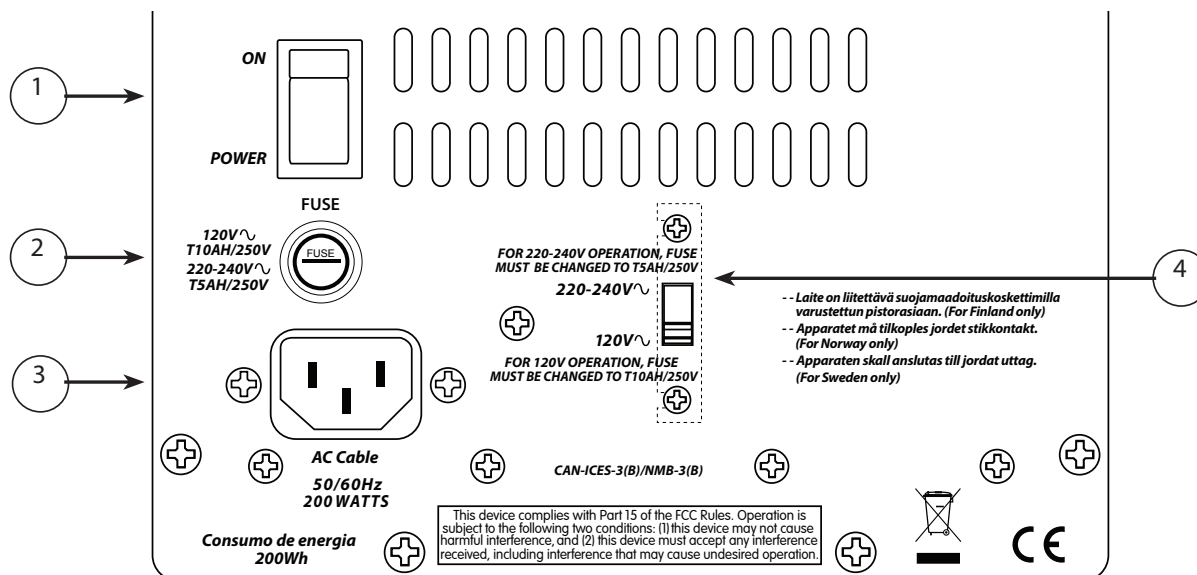 1
ON
POWER
2
FUSE
120V∿
T10AH/250V
220-240V∿
T5AH/250V
FUSE
FOR 220-240V OPERATION, FUSE
MUST BE CHANGED TO T5AH/250V
220-240V∿
120V∿
FOR 120V OPERATION, FUSE
MUST BE CHANGED TO T10AH/250V
4
- - Laite on liitettävä suojamaadoituskoskettimilla
varustettun pistorasiaan. (For Finland only)
- - Apparatet må tilkoples jordet stikkontakt.
(For Norway only)
- - Apparaten skall anslutas till jordat uttag.
(For Sweden only)
3
AC Cable
50/60Hz
200 WATTS
CAN-ICES-3(B)/NMB-3(B)
Consumo de energia
200Wh
This device complies with Part 15 of the FCC Rules. Operation is
subject to the following two conditions: (1) this device may not cause
harmful interference, and (2) this device must accept any interference
received, including interference that may cause undesired operation.
CE